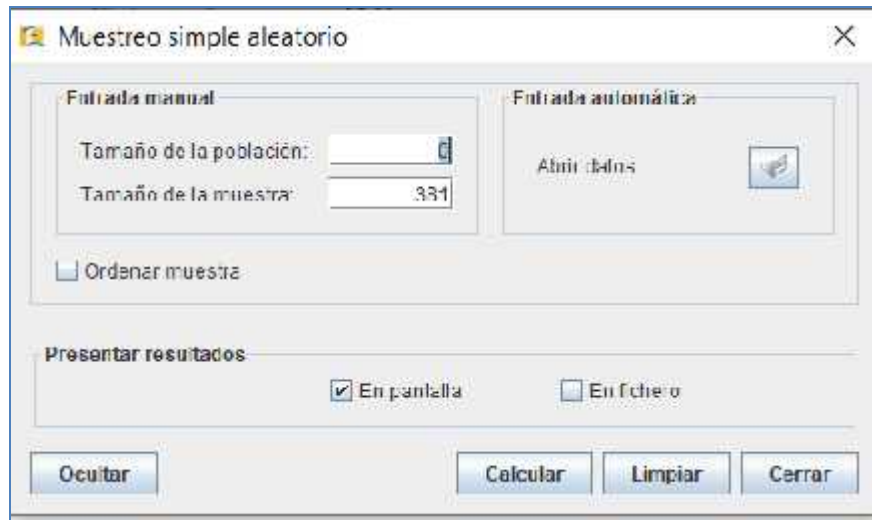 Muestreo simple aleatorio
Entrada manual
Entrada automática
Tamaño de la población: 0
Abrir datos
Tamaño de la muestra: 381
Ordenar muestra
Presentar resultados
En pantalla
En fichero
Ocultar
Calcular
Limpiar
Cerrar